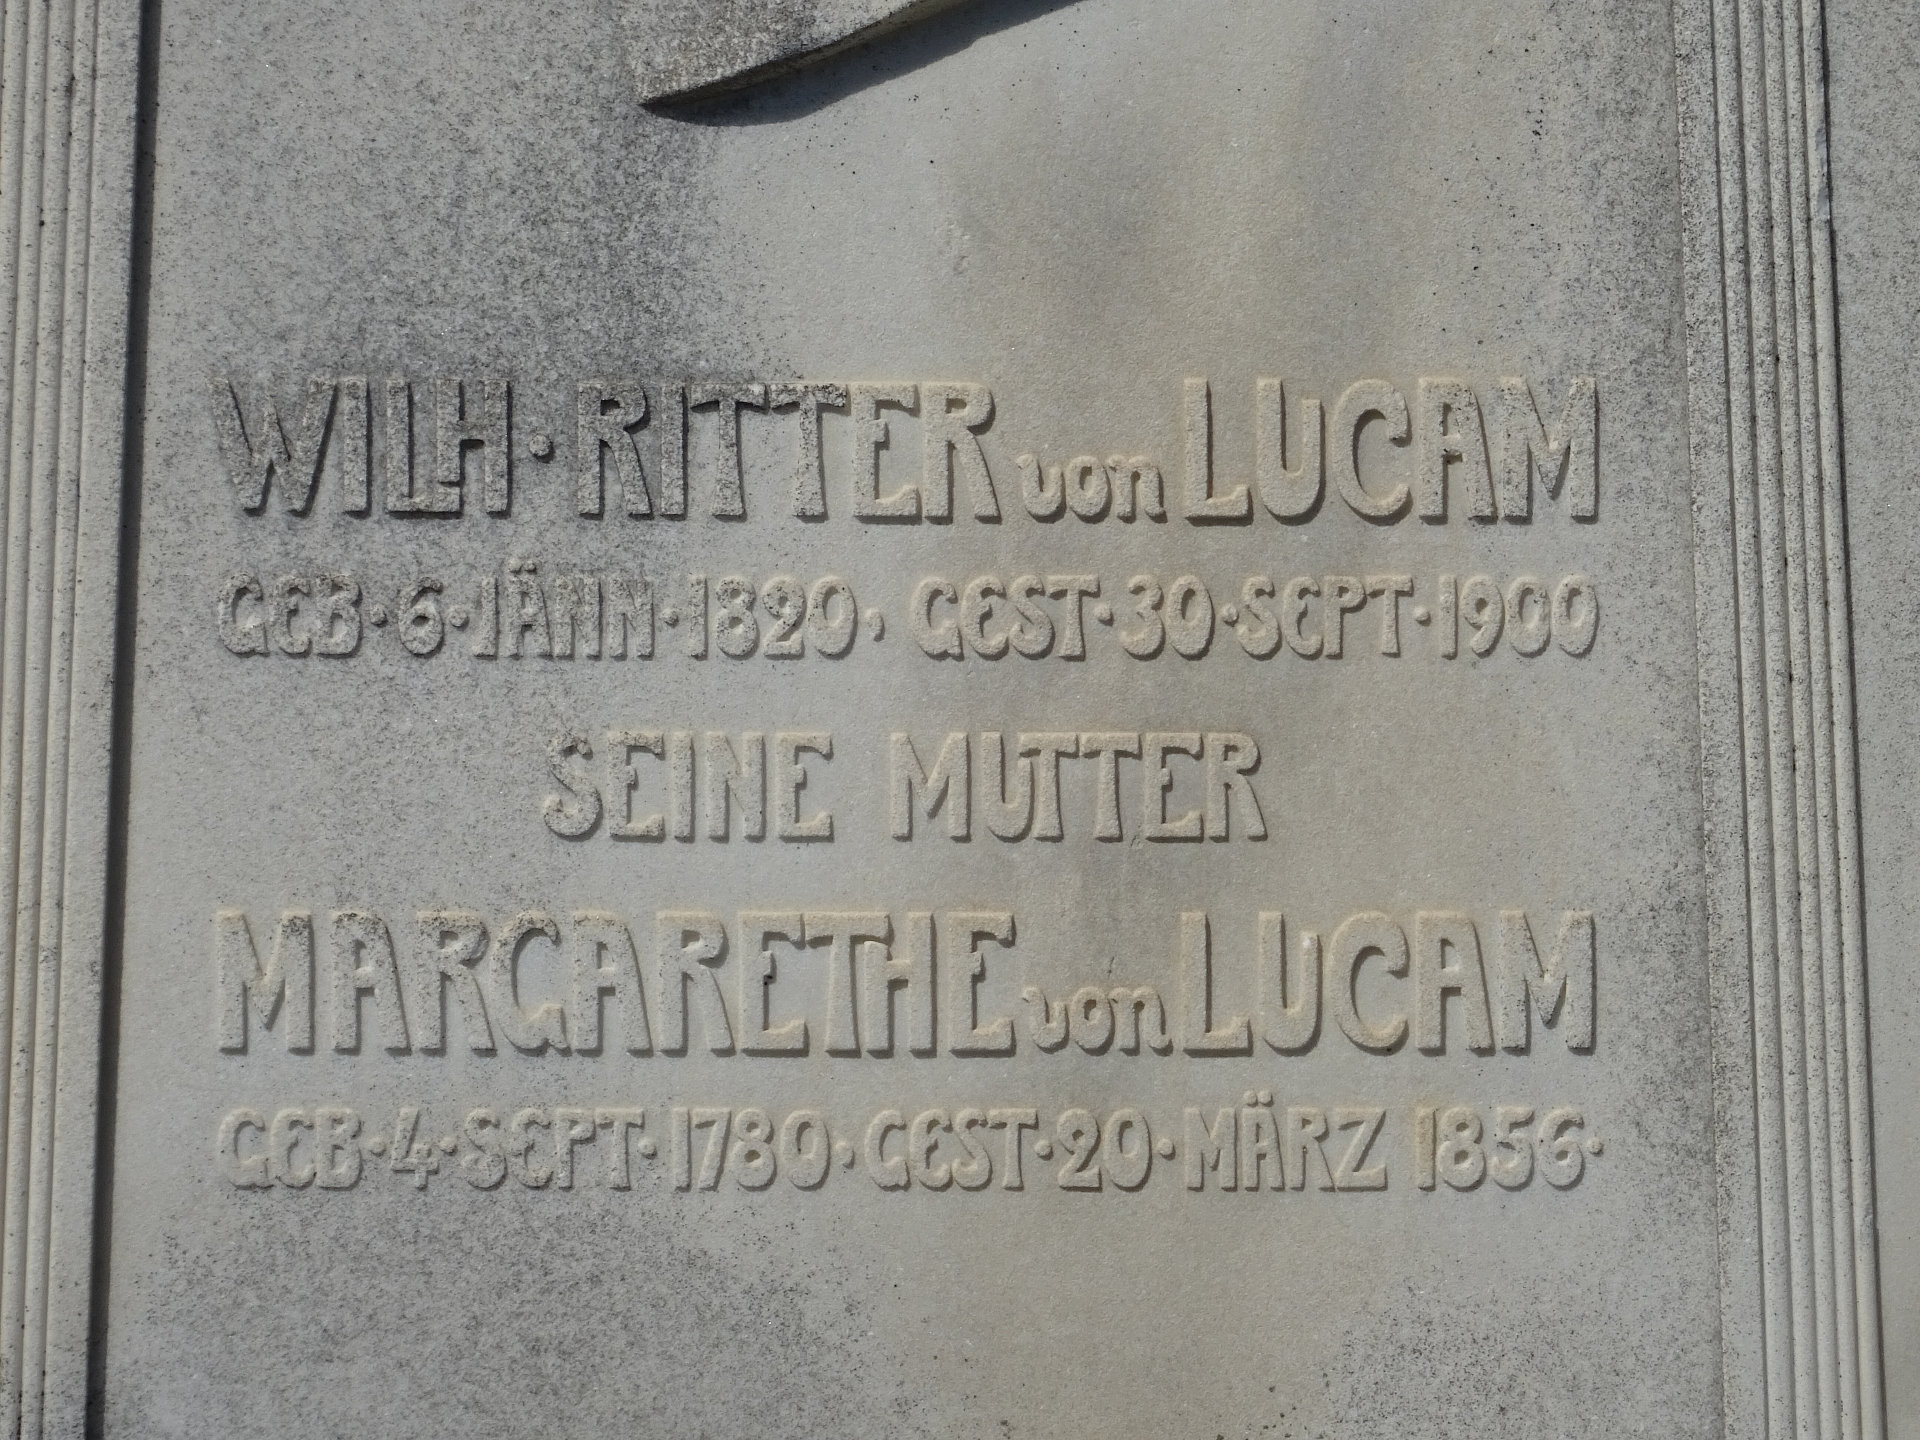 WILH·RITTER von LUCAM
GEB·6·JÄNN·1820, GEST·30·SEPT·1900
SEINE MUTTER
MARGARETHE von LUCAM
GEB·4·SEPT·1780·GEST·20·MÄRZ 1856·